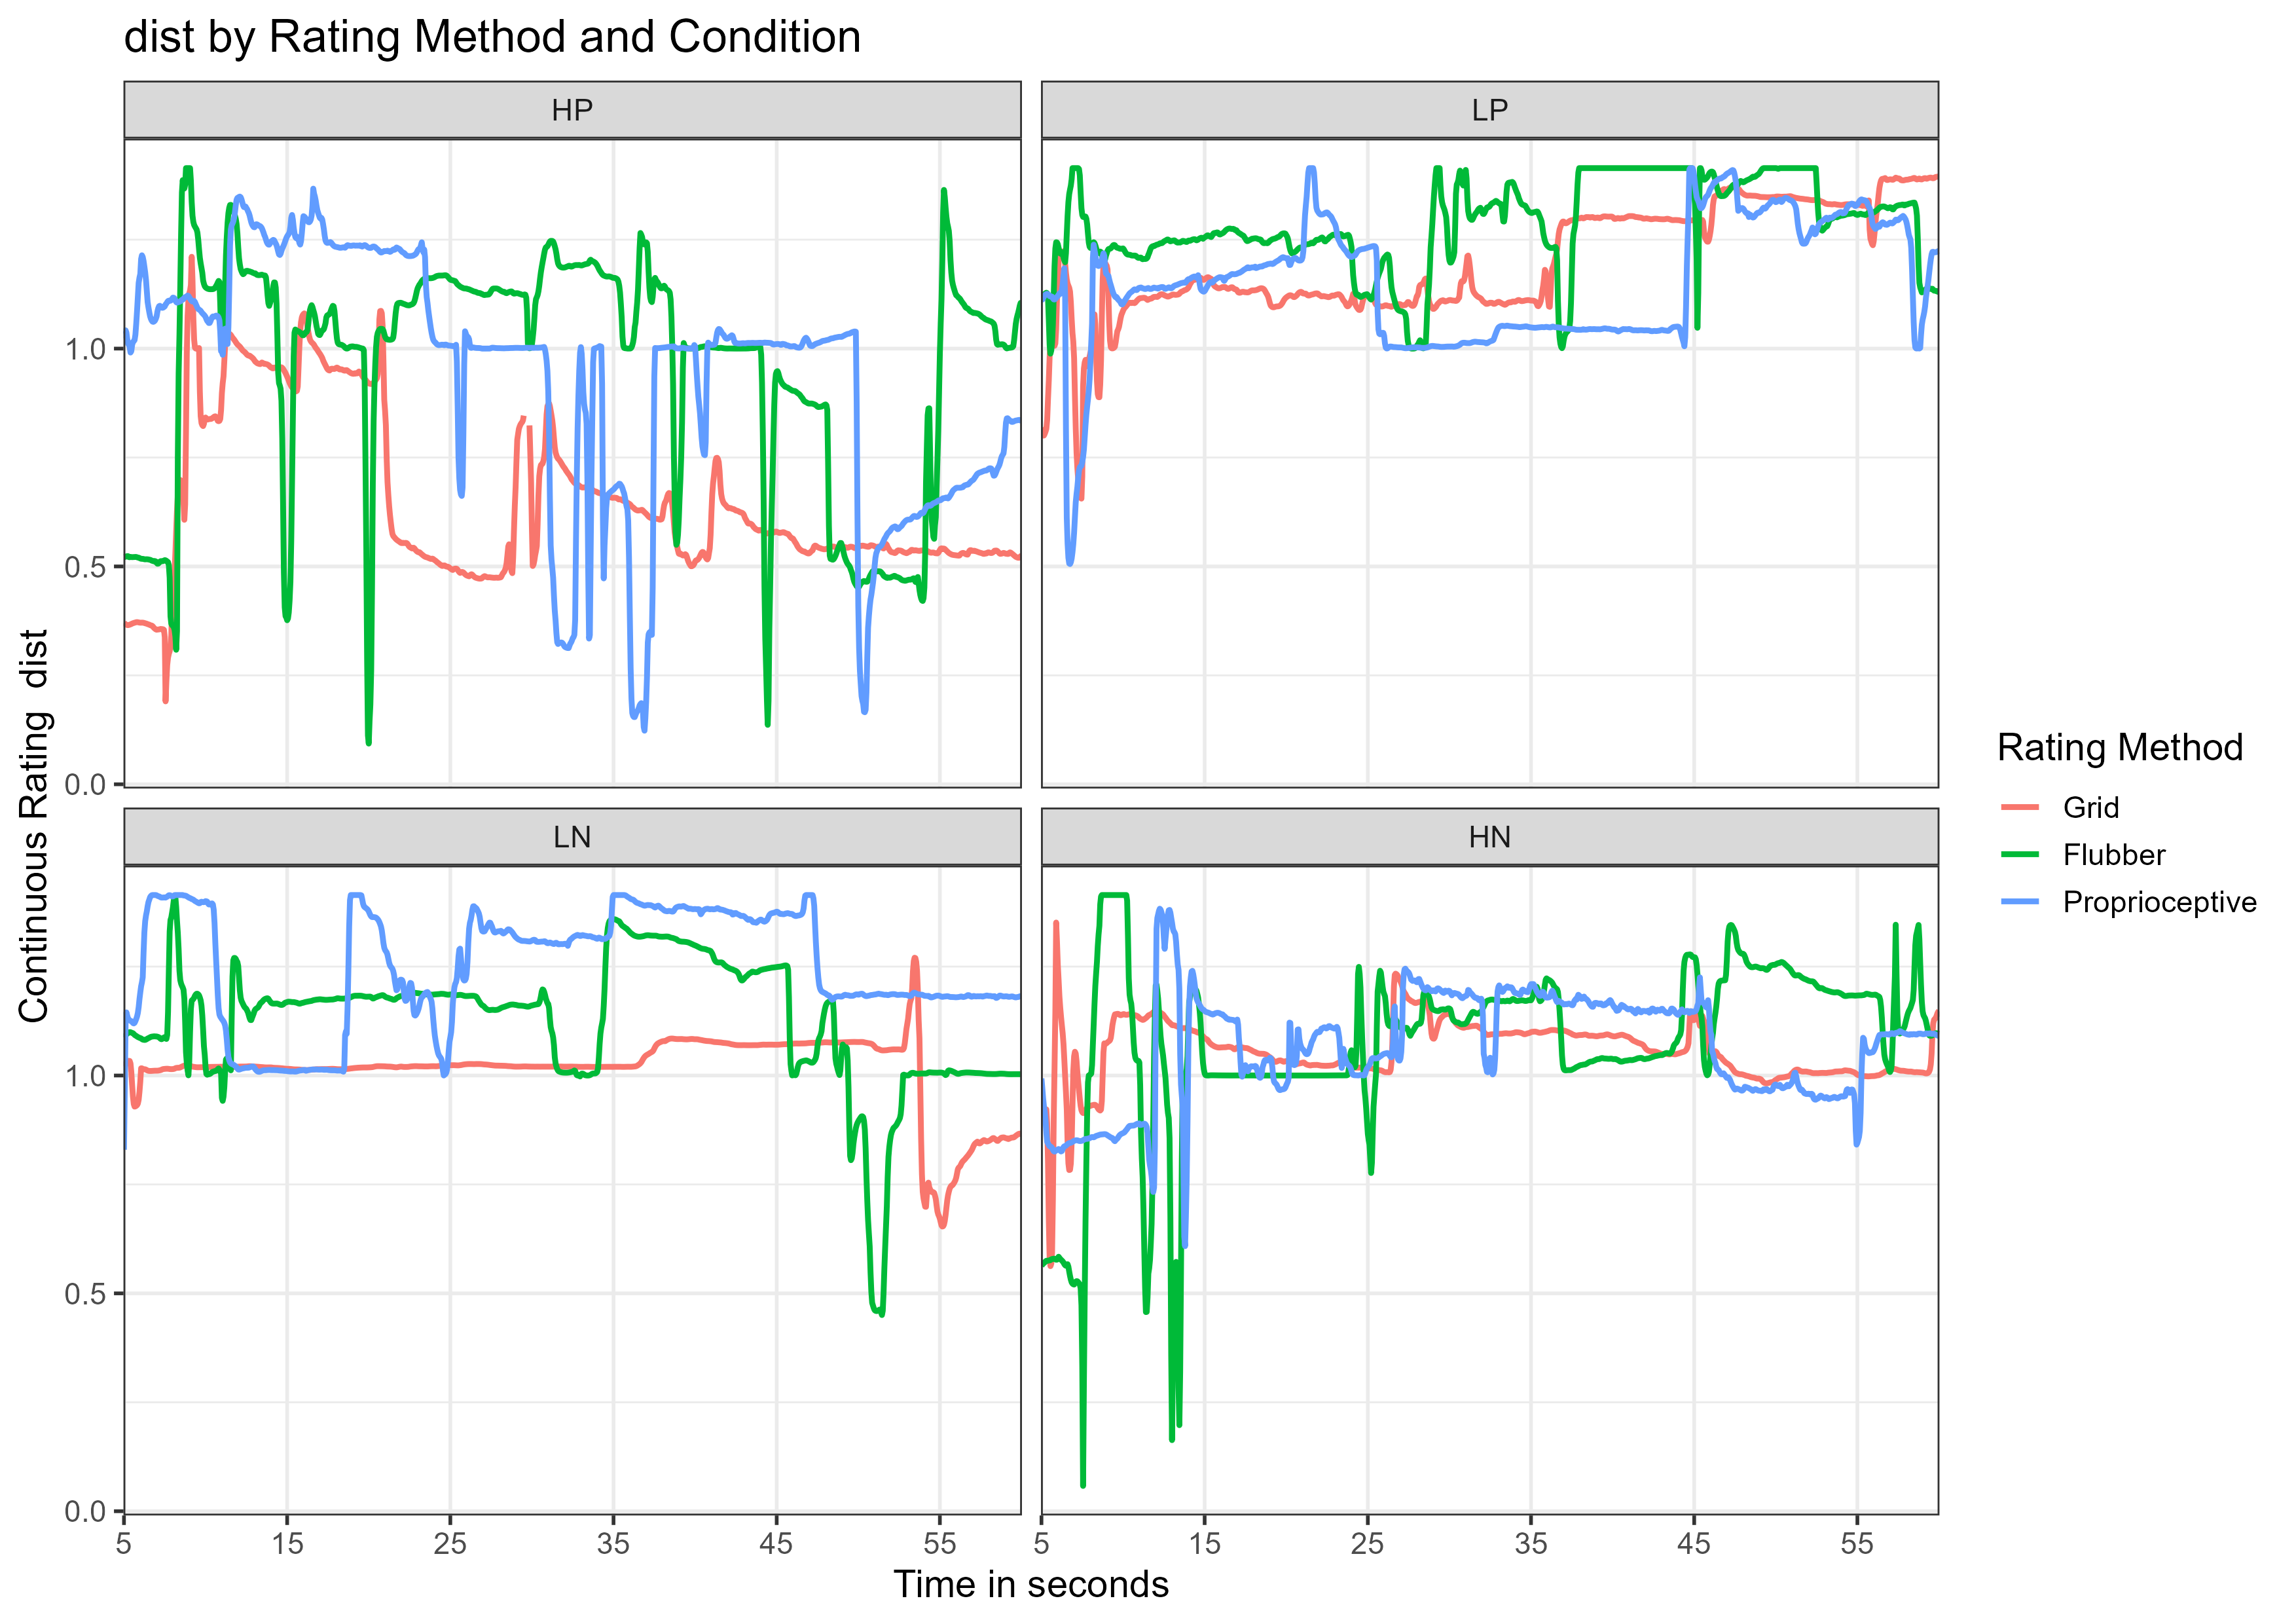 dist by Rating Method and Condition
HP
LP
1.0
0.5
0.0
LN
HN
1.0
0.5
0.0
5 15 25 35 45 55
5 15 25 35 45 55
Time in seconds
Continuous Rating dist
Rating Method
Grid
Flubber
Proprioceptive